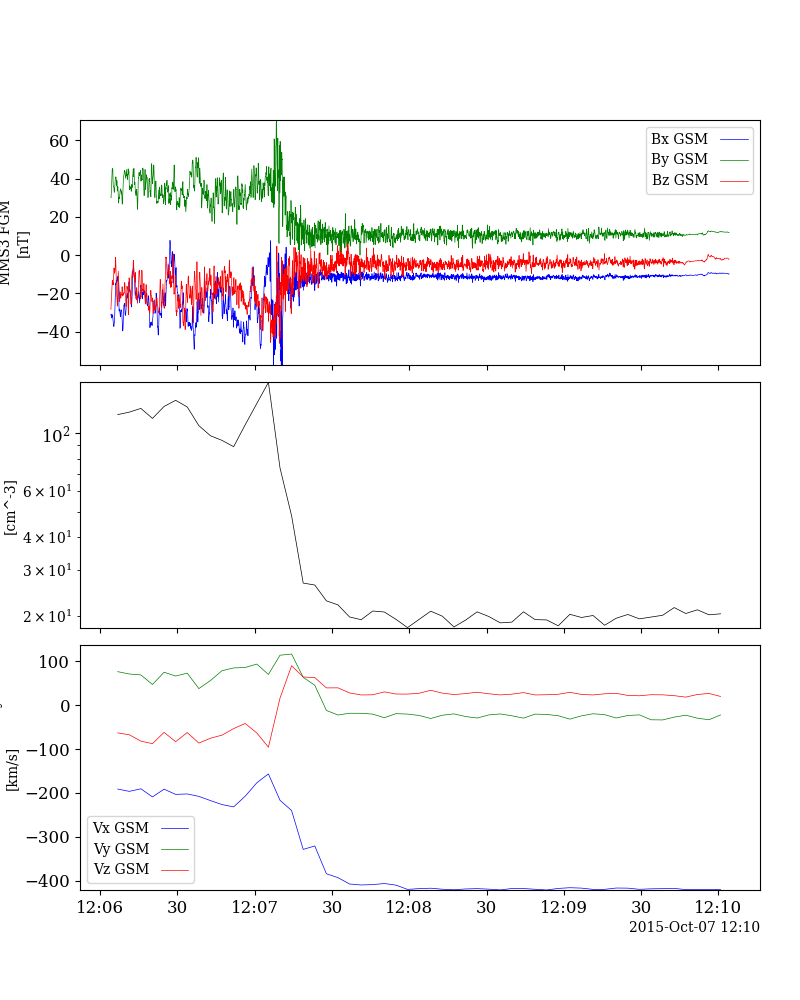 MMS3 FGM
[nT]
60
40
20
0
−20
−40
Bx GSM
By GSM
Bz GSM
[cm^-3]
10²
6×10¹
4×10¹
3×10¹
2×10¹
[km/s]
100
0
−100
−200
−300
−400
Vx GSM
Vy GSM
Vz GSM
12:06 30 12:07 30 12:08 30 12:09 30 12:10
2015-Oct-07 12:10